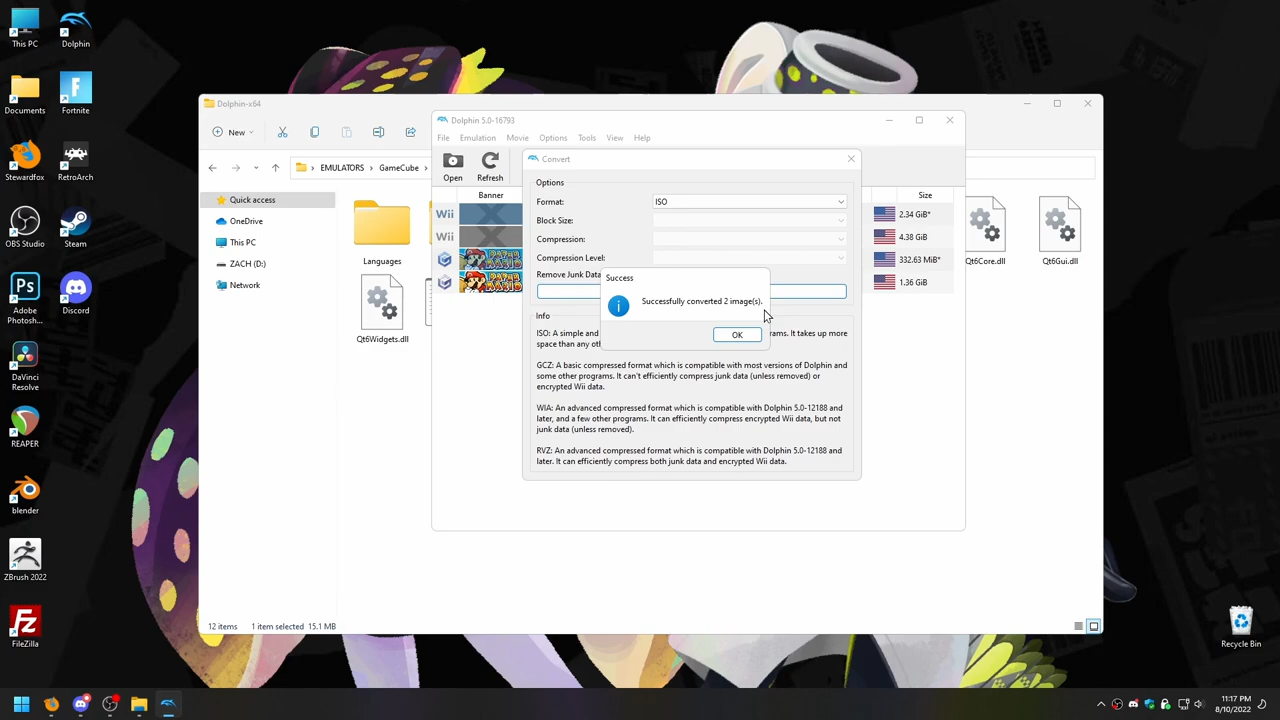 This PC
Dolphin
Documents
Fortnite
Stewardfox
RetroArch
OBS Studio
Steam
Adobe
Photosh...
Discord
DaVinci
Resolve
REAPER
blender
ZBrush 2022
FileZilla
Recycle Bin
Dolphin-x64
New
EMULATORS
GameCube
Quick access
OneDrive
This PC
ZACH (D:)
Network
Languages
Qt6Widgets.dll
Qt6Core.dll
Qt6Gui.dll
12 items
1 item selected 15.1 MB
Dolphin 5.0-16793
File Emulation Movie Options Tools View Help
Open
Refresh
Banner
Size
Wii
2.34 GiB*
Wii
4.38 GiB
332.63 MiB*
1.36 GiB
Convert
Options
Format: ISO
Block Size:
Compression:
Compression Level:
Remove Junk Data
Success
Successfully converted 2 image(s).
OK
Info
ISO: A simple and
rams. It takes up more
space than any oth
GCZ: A basic compressed format which is compatible with most versions of Dolphin and
some other programs. It can't efficiently compress junk data (unless removed) or
encrypted Wii data.
WIA: An advanced compressed format which is compatible with Dolphin 5.0-12188 and
later, and a few other programs. It can efficiently compress encrypted Wii data, but not
junk data (unless removed).
RVZ: An advanced compressed format which is compatible with Dolphin 5.0-12188 and
later. It can efficiently compress both junk data and encrypted Wii data.
11:17 PM
8/10/2022